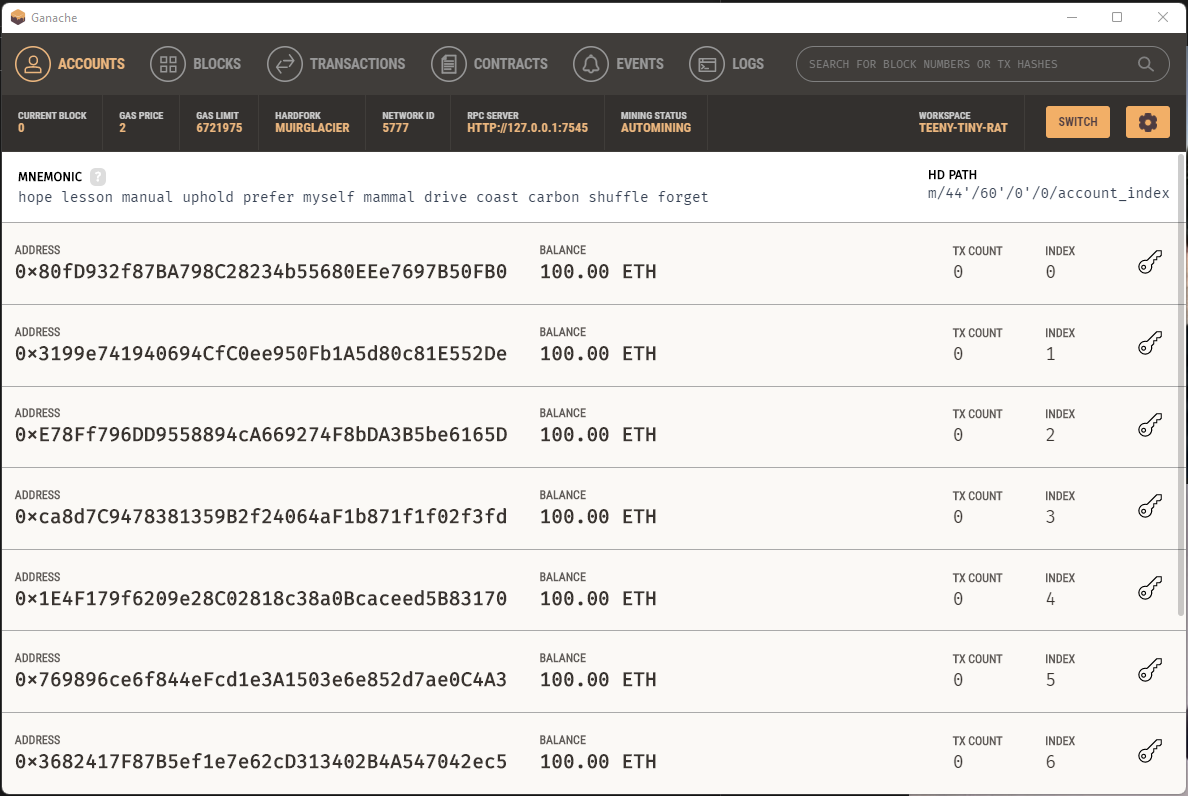 Ganache
ACCOUNTS BLOCKS TRANSACTIONS CONTRACTS EVENTS LOGS SEARCH FOR BLOCK NUMBERS OR TX HASHES
CURRENT BLOCK GAS PRICE GAS LIMIT HARDFORK NETWORK ID RPC SERVER MINING STATUS WORKSPACE
0 2 6721975 MUIRGLACIER 5777 HTTP://127.0.0.1:7545 AUTOMINING TEENY-TINY-RAT SWITCH
MNEMONIC ? HD PATH
hope lesson manual uphold prefer myself mammal drive coast carbon shuffle forget m/44'/60'/0'/0/account_index
ADDRESS BALANCE TX COUNT INDEX
0×80fD932f87BA798C28234b55680EEe7697B50FB0 100.00 ETH 0 0
ADDRESS BALANCE TX COUNT INDEX
0×3199e741940694CfC0ee950Fb1A5d80c81E552De 100.00 ETH 0 1
ADDRESS BALANCE TX COUNT INDEX
0×E78Ff796DD9558894cA669274F8bDA3B5be6165D 100.00 ETH 0 2
ADDRESS BALANCE TX COUNT INDEX
0×ca8d7C9478381359B2f24064aF1b871f1f02f3fd 100.00 ETH 0 3
ADDRESS BALANCE TX COUNT INDEX
0×1E4F179f6209e28C02818c38a0Bcaceed5B83170 100.00 ETH 0 4
ADDRESS BALANCE TX COUNT INDEX
0×769896ce6f844eFcd1e3A1503e6e852d7ae0C4A3 100.00 ETH 0 5
ADDRESS BALANCE TX COUNT INDEX
0×3682417F87B5ef1e7e62cD313402B4A547042ec5 100.00 ETH 0 6